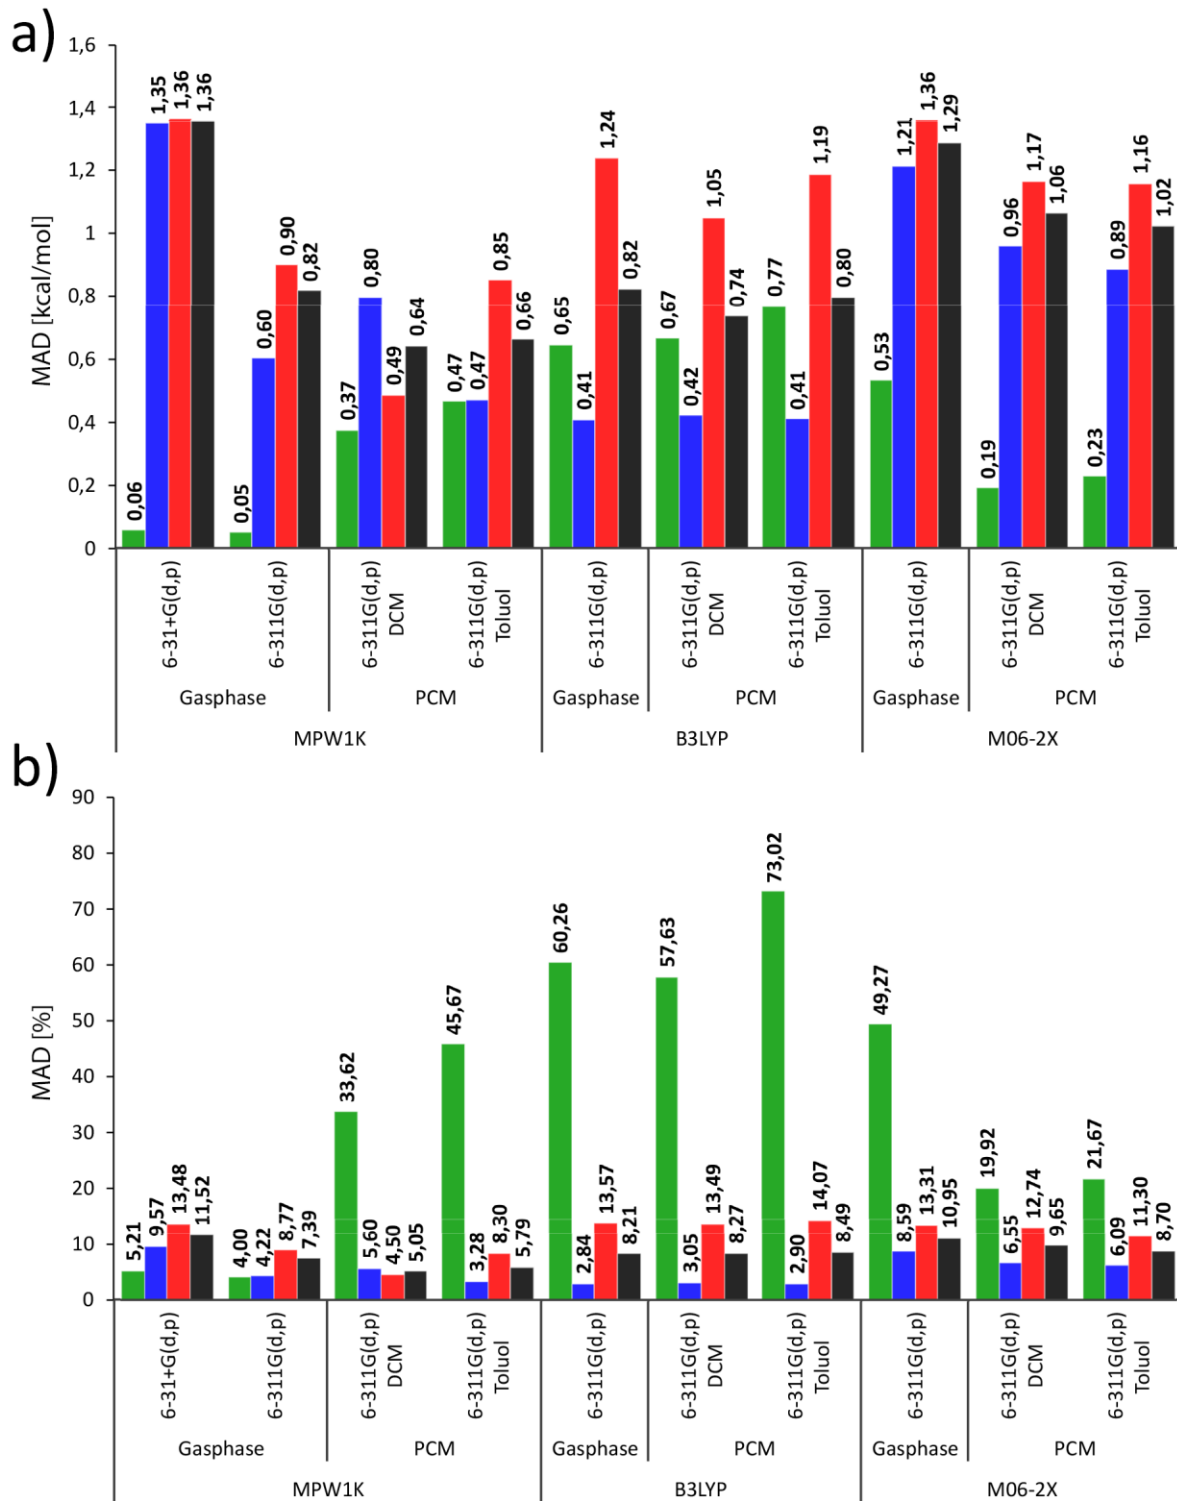 a)
MAD [kcal/mol]
1,6
1,4
1,2
1
0,8
0,6
0,4
0,2
0
0,06 1,35 1,36 1,36
0,05 0,60 0,90 0,82
0,37 0,80 0,49 0,64
0,47 0,47 0,85 0,66
0,65 0,41 1,24 0,82
0,67 0,42 1,05 0,74
0,77 0,41 1,19 0,80
0,53 1,21 1,36 1,29
0,19 0,96 1,17 1,06
0,23 0,89 1,16 1,02
6-31+G(d,p)
6-311G(d,p)
6-311G(d,p)
DCM
6-311G(d,p)
Toluol
6-311G(d,p)
6-311G(d,p)
DCM
6-311G(d,p)
Toluol
6-311G(d,p)
6-311G(d,p)
DCM
6-311G(d,p)
Toluol
Gasphase PCM Gasphase PCM Gasphase PCM
MPW1K B3LYP M06-2X
b)
MAD [%]
90
80
70
60
50
40
30
20
10
0
5,21 9,57 13,48 11,52
4,00 4,22 8,77 7,39
33,62 5,60 4,50 5,05
45,67 3,28 8,30 5,79
60,26 2,84 13,57 8,21
57,63 3,05 13,49 8,27
73,02 2,90 14,07 8,49
49,27 8,59 13,31 10,95
19,92 6,55 12,74 9,65
21,67 6,09 11,30 8,70
6-31+G(d,p)
6-311G(d,p)
6-311G(d,p)
DCM
6-311G(d,p)
Toluol
6-311G(d,p)
6-311G(d,p)
DCM
6-311G(d,p)
Toluol
6-311G(d,p)
6-311G(d,p)
DCM
6-311G(d,p)
Toluol
Gasphase PCM Gasphase PCM Gasphase PCM
MPW1K B3LYP M06-2X